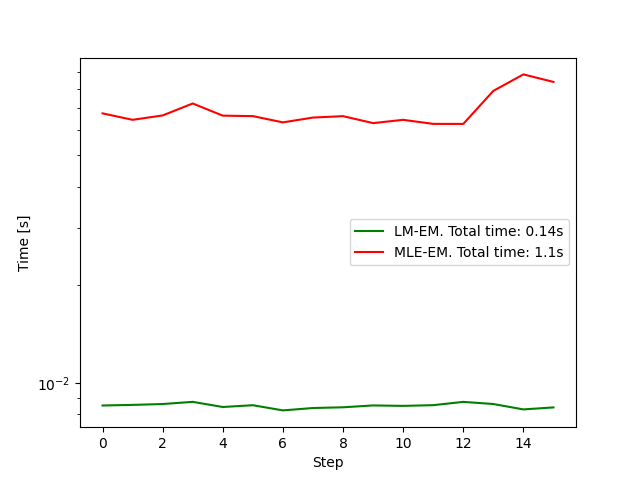 Time [s]
10⁻²
LM-EM. Total time: 0.14s
MLE-EM. Total time: 1.1s
0 2 4 6 8 10 12 14
Step